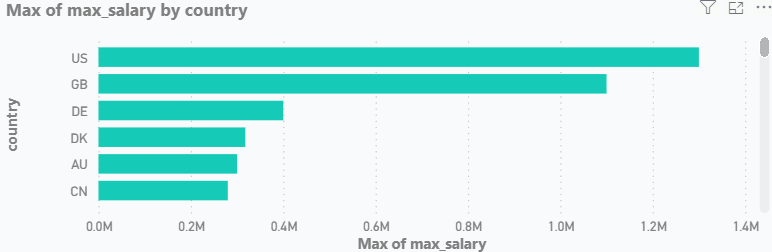 Max of max_salary by country
country
US
GB
DE
DK
AU
CN
0.0M 0.2M 0.4M 0.6M 0.8M 1.0M 1.2M 1.4M
Max of max_salary